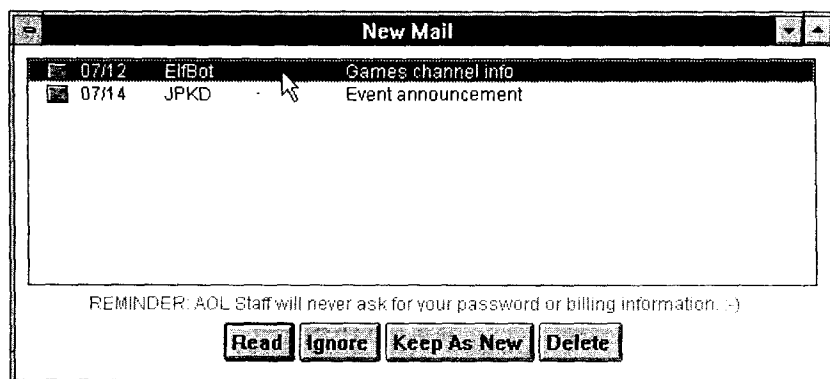 New Mail
07/12 ElfBot Games channel info
07/14 JPKD Event announcement
REMINDER: AOL Staff will never ask for your password or billing information. :-)
Read Ignore Keep As New Delete